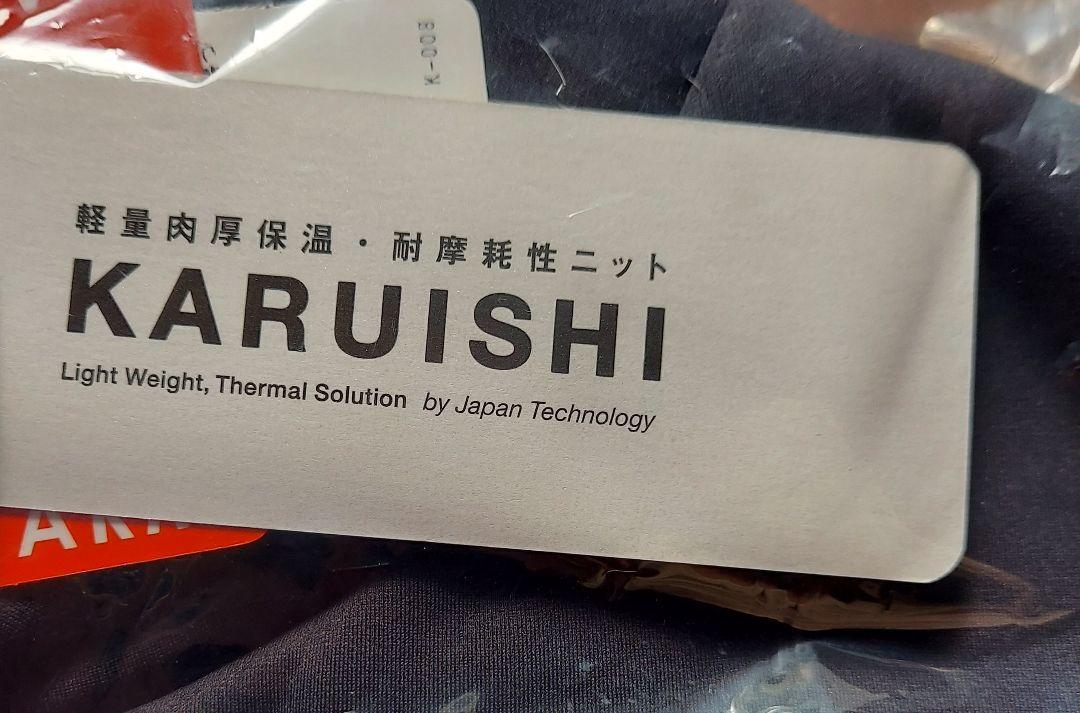 K-008
軽量肉厚保温・耐摩耗性ニット
KARUISHI
Light Weight, Thermal Solution by Japan Technology